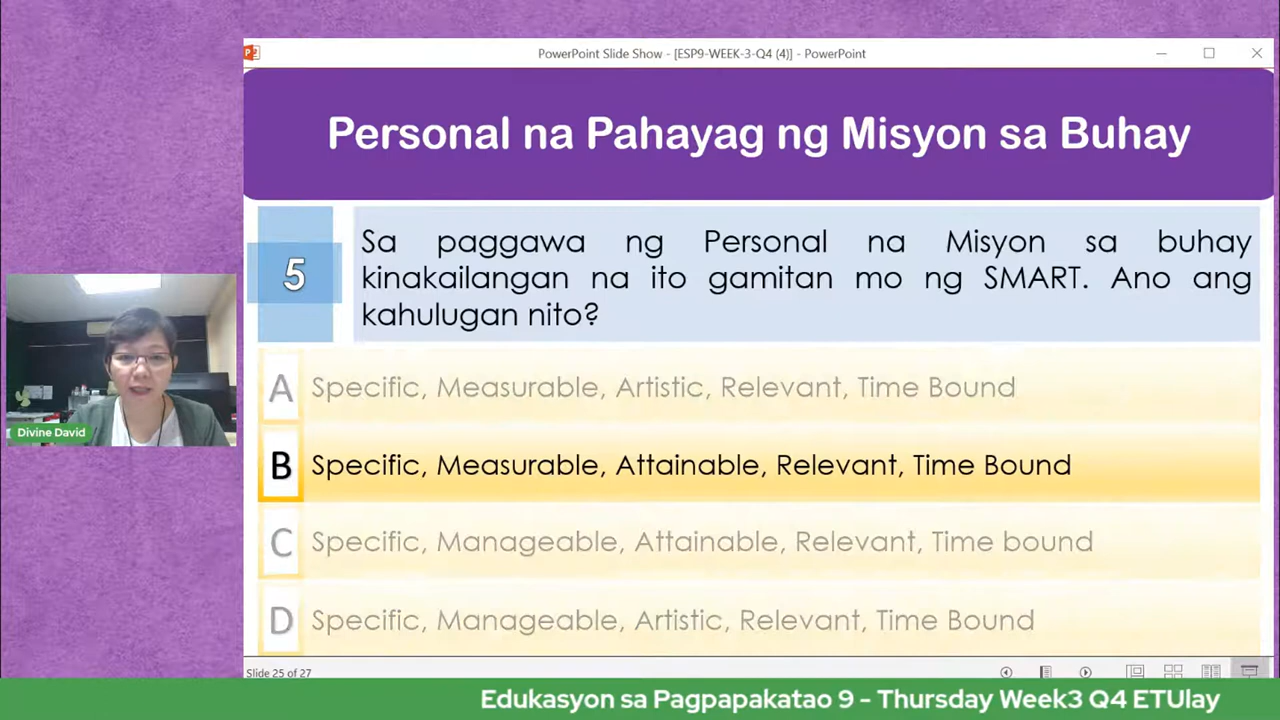 PowerPoint Slide Show - [ESP9-WEEK-3-Q4 (4)] - PowerPoint
Personal na Pahayag ng Misyon sa Buhay
5
Sa paggawa ng Personal na Misyon sa buhay
kinakailangan na ito gamitan mo ng SMART. Ano ang
kahulugan nito?
A Specific, Measurable, Artistic, Relevant, Time Bound
B Specific, Measurable, Attainable, Relevant, Time Bound
C Specific, Manageable, Attainable, Relevant, Time bound
D Specific, Manageable, Artistic, Relevant, Time Bound
Divine David
Slide 25 of 27
Edukasyon sa Pagpapakatao 9 - Thursday Week3 Q4 ETUlay